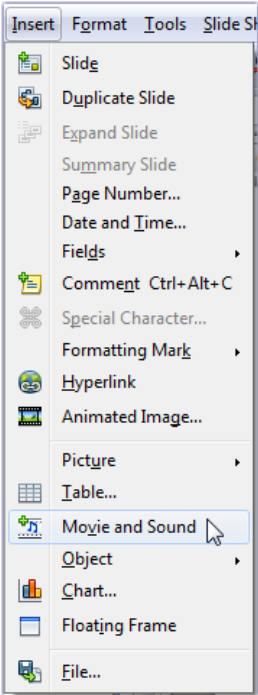 Insert Format Tools Slide Sh
Slide
Duplicate Slide
Expand Slide
Summary Slide
Page Number...
Date and Time...
Fields
Comment Ctrl+Alt+C
Special Character...
Formatting Mark
Hyperlink
Animated Image...
Picture
Table...
Movie and Sound
Object
Chart...
Floating Frame
File...